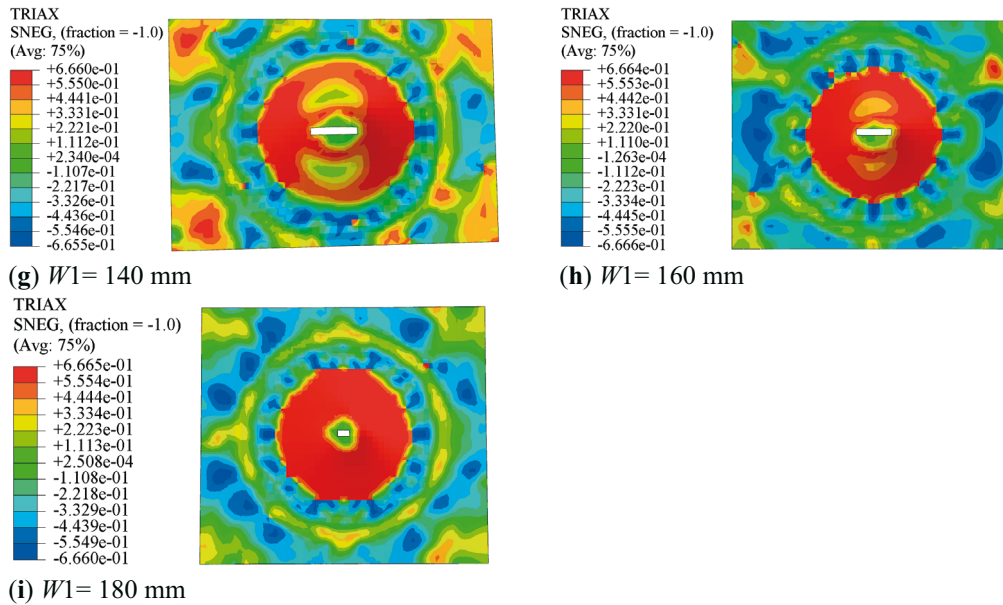 TRIAX
SNEG, (fraction = -1.0)
(Avg: 75%)
+6.660e-01
+5.550e-01
+4.441e-01
+3.331e-01
+2.221e-01
+1.112e-01
+2.340e-04
-1.107e-01
-2.217e-01
-3.326e-01
-4.436e-01
-5.546e-01
-6.655e-01
(g) W1= 140 mm
TRIAX
SNEG, (fraction = -1.0)
(Avg: 75%)
+6.664e-01
+5.553e-01
+4.442e-01
+3.331e-01
+2.220e-01
+1.110e-01
-1.263e-04
-1.112e-01
-2.223e-01
-3.334e-01
-4.445e-01
-5.555e-01
-6.666e-01
(h) W1= 160 mm
TRIAX
SNEG, (fraction = -1.0)
(Avg: 75%)
+6.665e-01
+5.554e-01
+4.444e-01
+3.334e-01
+2.223e-01
+1.113e-01
+2.508e-04
-1.108e-01
-2.218e-01
-3.329e-01
-4.439e-01
-5.549e-01
-6.660e-01
(i) W1= 180 mm